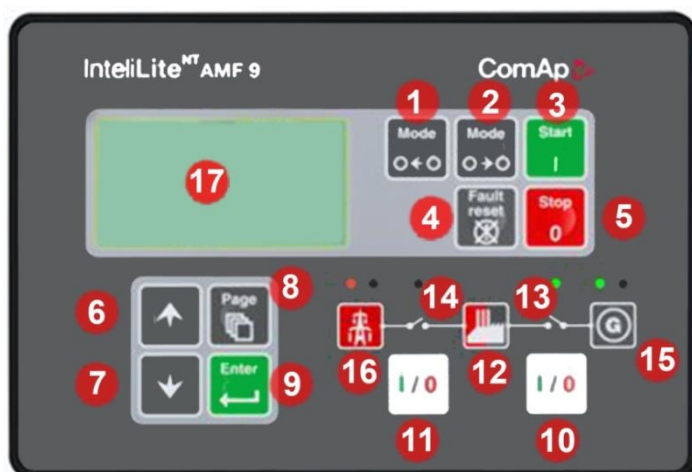 InteliLite NT AMF 9
ComAp
1
2
3
Mode
Mode
Start
I
17
4
Fault
reset
Stop
0
5
6
Page
8
14
13
7
Enter
9
16
12
G
15
I / 0
I / 0
11
10